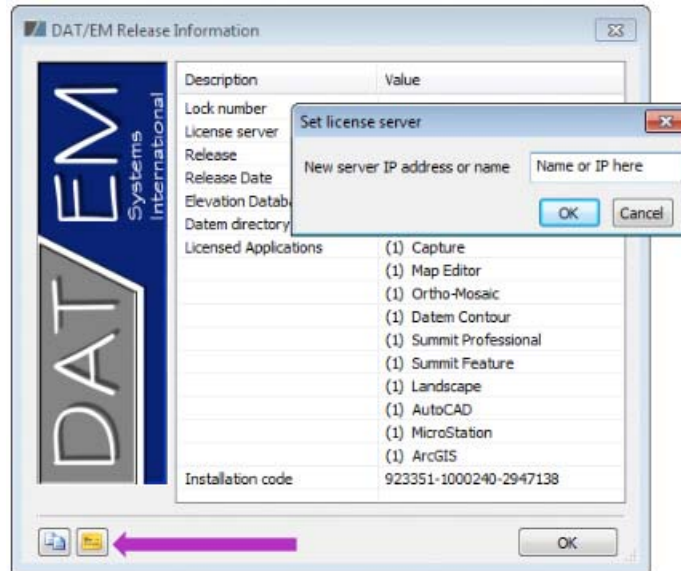 DAT/EM Release Information
DAT EM
Systems
International
Description Value
Lock number
License server
Release
Release Date
Elevation Datab
Datem directory
Licensed Applications (1) Capture
(1) Map Editor
(1) Ortho-Mosaic
(1) Datem Contour
(1) Summit Professional
(1) Summit Feature
(1) Landscape
(1) AutoCAD
(1) MicroStation
(1) ArcGIS
Installation code 923351-1000240-2947138
OK
Set license server
New server IP address or name Name or IP here
OK Cancel